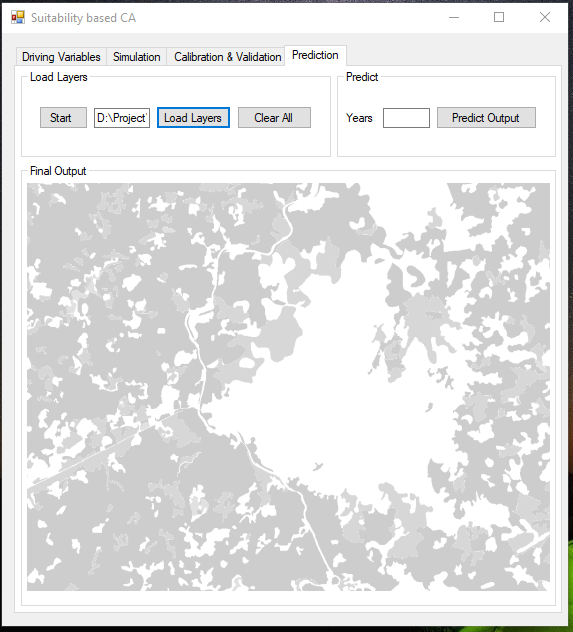 Suitability based CA
Driving Variables Simulation Calibration & Validation Prediction
Load Layers
Start D:\Project\ Load Layers Clear All
Predict
Years Predict Output
Final Output